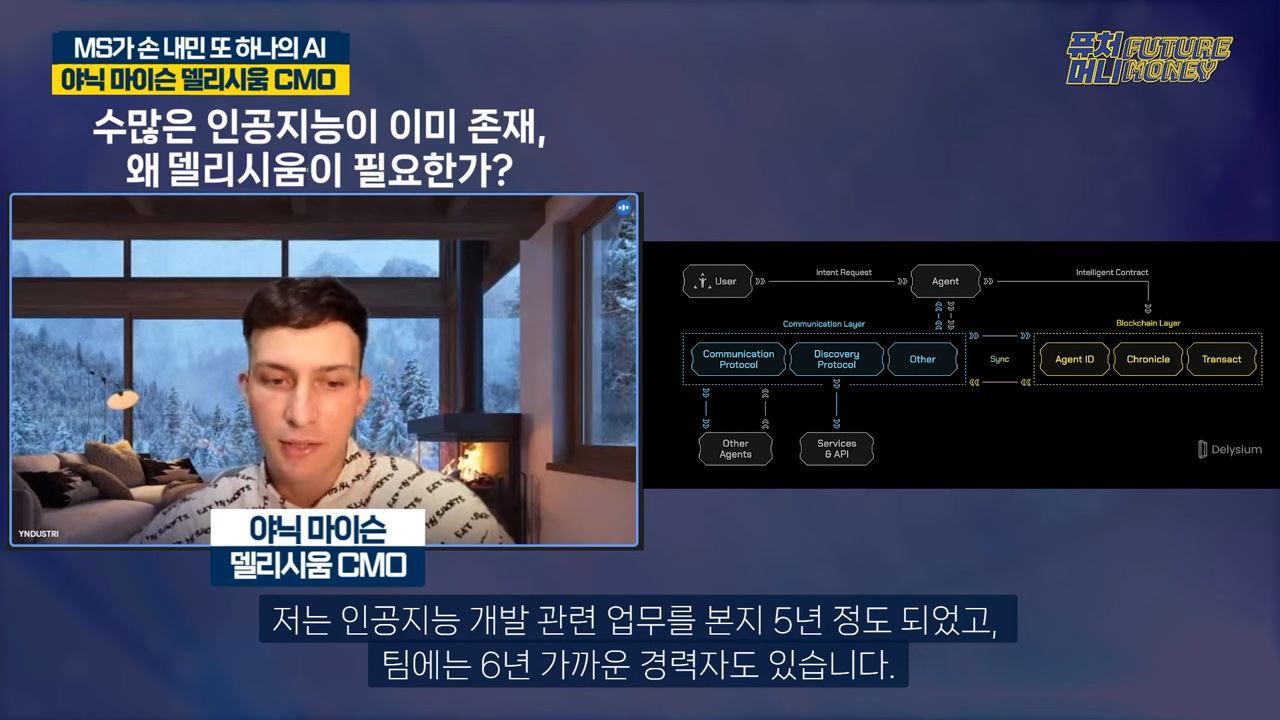 MS가 손 내민 또 하나의 AI
야닉 마이슨 델리시움 CMO
퓨처 FUTURE
머니 MONEY
수많은 인공지능이 이미 존재,
왜 델리시움이 필요한가?
YNDUSTRI
야닉 마이슨
델리시움 CMO
User
Intent Request
Agent
Intelligent Contract
Communication Layer
Blockchain Layer
Communication
Protocol
Discovery
Protocol
Other
Sync
Agent ID
Chronicle
Transact
Other
Agents
Services
& API
Delysium
저는 인공지능 개발 관련 업무를 본지 5년 정도 되었고,
팀에는 6년 가까운 경력자도 있습니다.